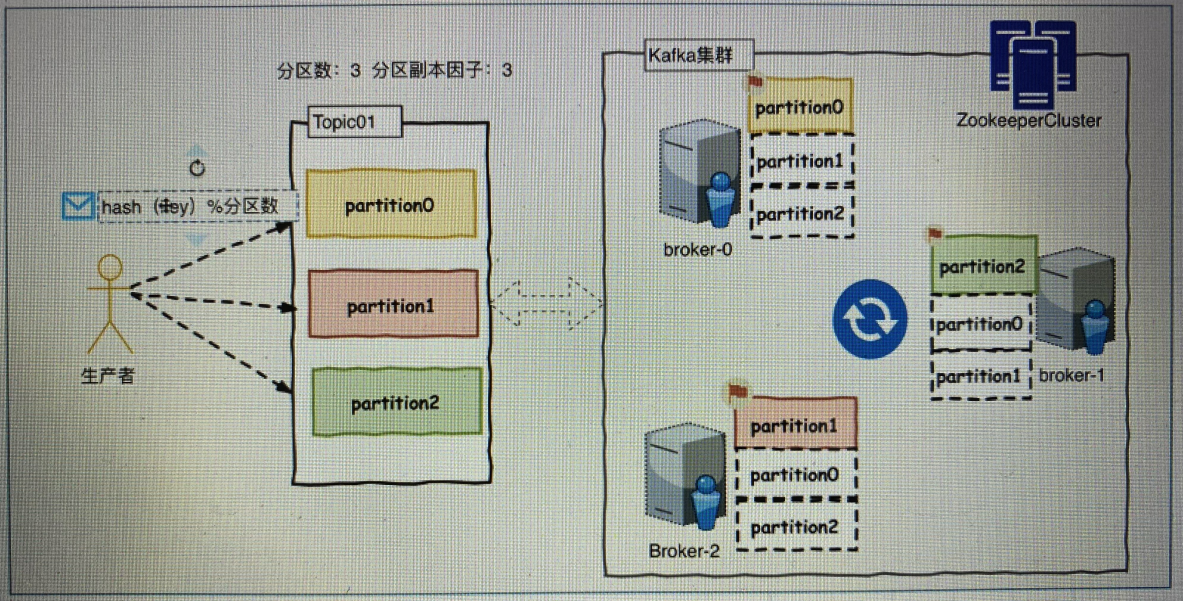 分区数：3 分区副本因子：3
Topic01
hash（key）%分区数
partition0
partition1
partition2
生产者
Kafka集群
ZookeeperCluster
partition0
partition1
partition2
broker-0
partition2
partition0
partition1
broker-1
partition1
partition0
partition2
Broker-2